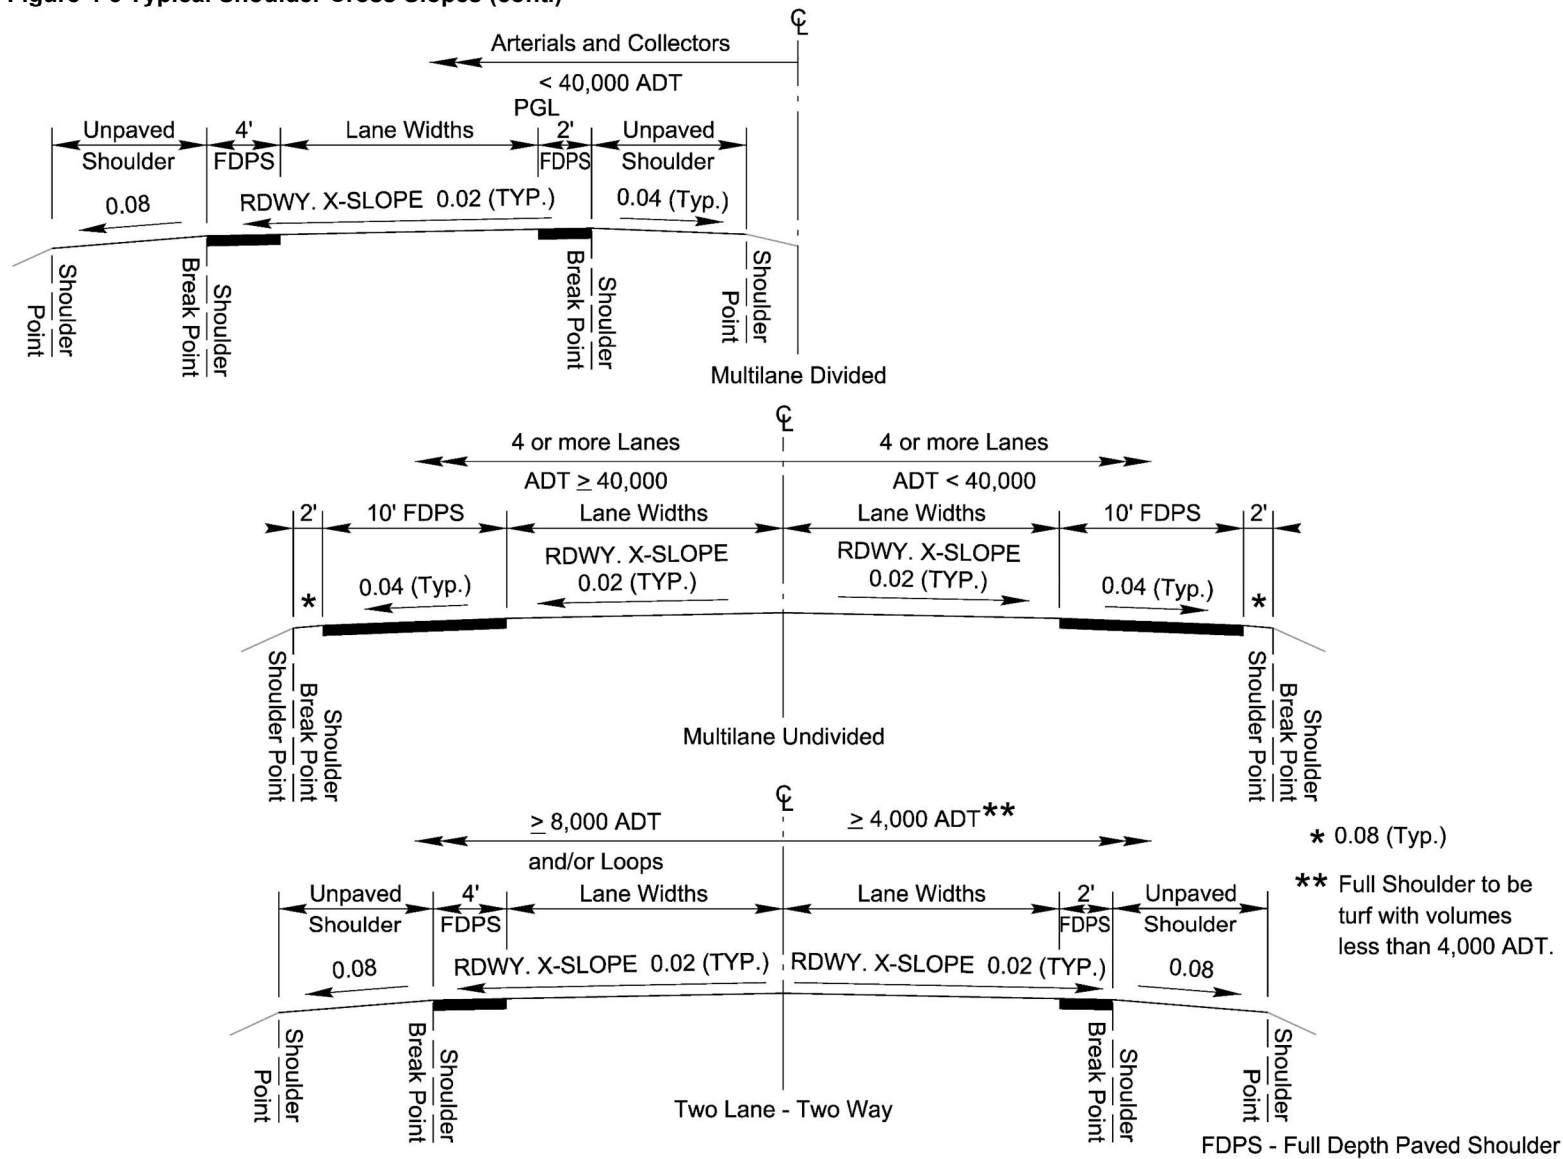 Figure 4-6 Typical Shoulder Cross Slopes (cont.)
℄
Arterials and Collectors
< 40,000 ADT
PGL
Unpaved 4' Lane Widths 2' Unpaved
Shoulder FDPS FDPS Shoulder
0.08 RDWY. X-SLOPE 0.02 (TYP.) 0.04 (Typ.)
Shoulder
Point
Shoulder
Break Point
Shoulder
Break Point
Shoulder
Point
Multilane Divided
℄
4 or more Lanes 4 or more Lanes
ADT ≥ 40,000 ADT < 40,000
2' 10' FDPS Lane Widths Lane Widths 10' FDPS 2'
RDWY. X-SLOPE RDWY. X-SLOPE
* 0.04 (Typ.) 0.02 (TYP.) 0.02 (TYP.) 0.04 (Typ.) *
Shoulder
Break Point
Shoulder Point
Shoulder
Break Point
Shoulder Point
Multilane Undivided
℄
≥ 8,000 ADT ≥ 4,000 ADT**
and/or Loops
* 0.08 (Typ.)
** Full Shoulder to be
turf with volumes
less than 4,000 ADT.
Unpaved 4' Lane Widths Lane Widths 2' Unpaved
Shoulder FDPS FDPS Shoulder
0.08 RDWY. X-SLOPE 0.02 (TYP.) RDWY. X-SLOPE 0.02 (TYP.) 0.08
Shoulder
Point
Shoulder
Break Point
Shoulder
Break Point
Shoulder
Point
Two Lane - Two Way
FDPS - Full Depth Paved Shoulder